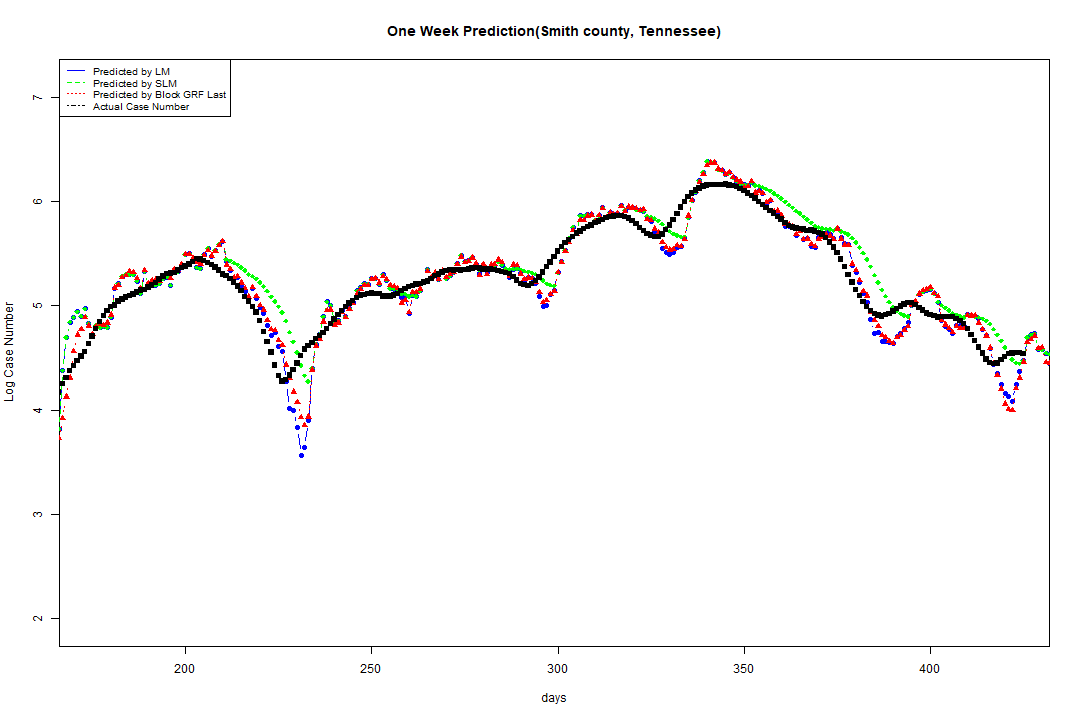 One Week Prediction(Smith county, Tennessee)
Predicted by LM
Predicted by SLM
Predicted by Block GRF Last
Actual Case Number
Log Case Number
7
6
5
4
3
2
200 250 300 350 400
days